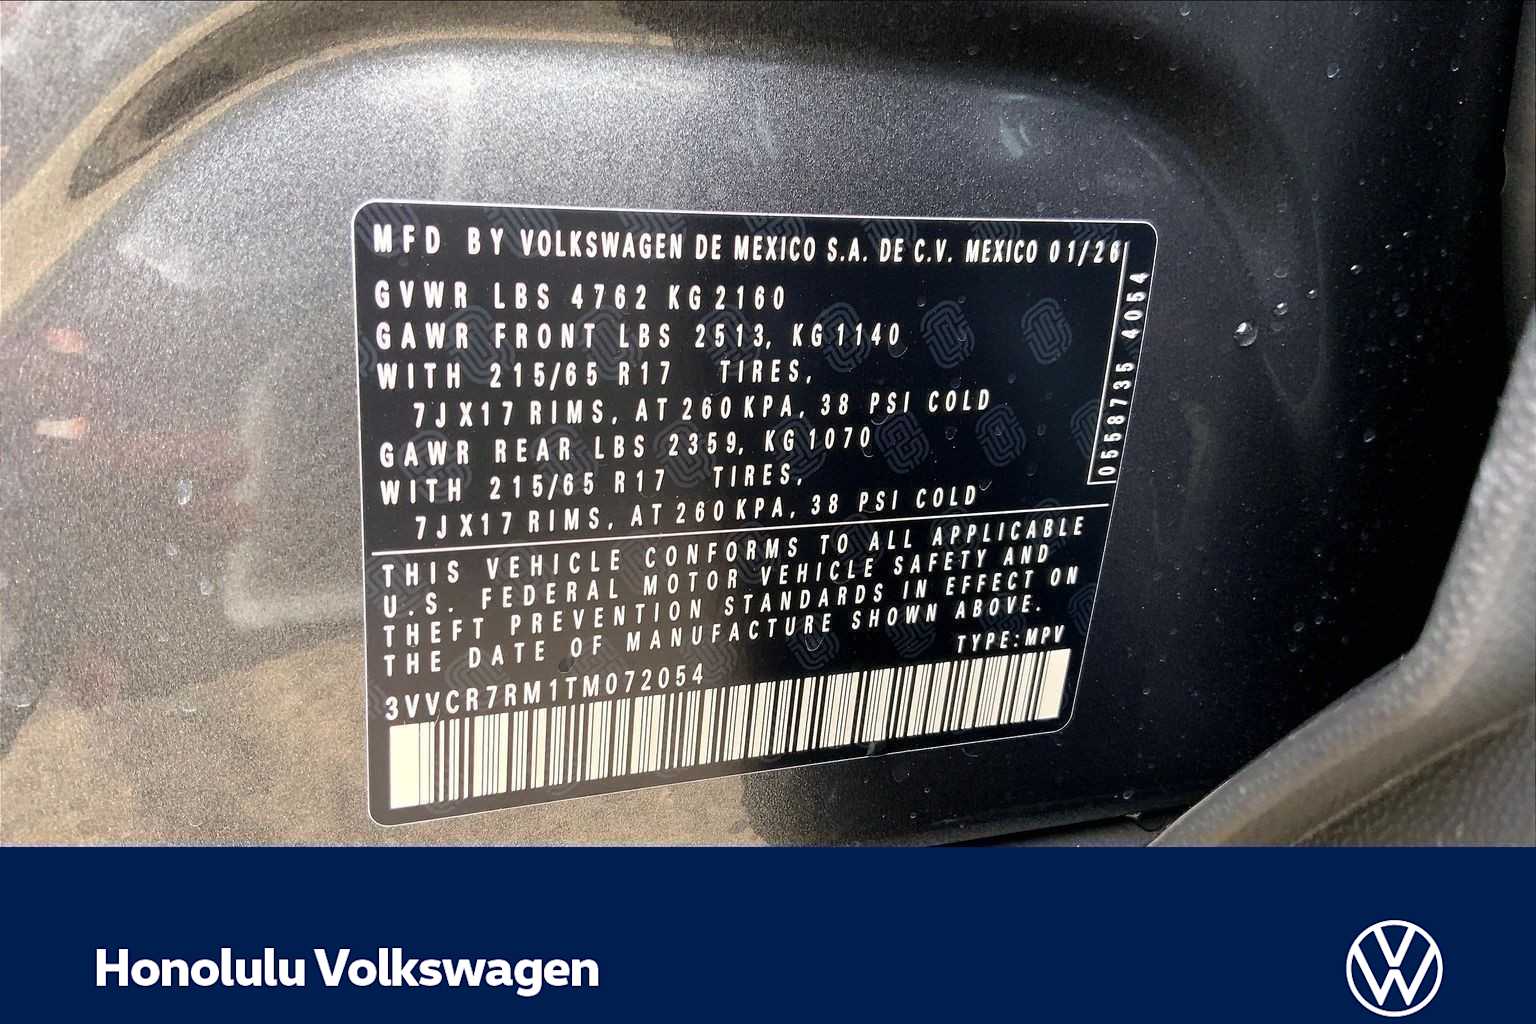 MFD BY VOLKSWAGEN DE MEXICO S.A. DE C.V. MEXICO 01/26
GVWR LBS 4762 KG 2160
GAWR FRONT LBS 2513, KG 1140
WITH 215/65 R17 TIRES,
7JX17 RIMS, AT 260 KPA, 38 PSI COLD
GAWR REAR LBS 2359, KG 1070
WITH 215/65 R17 TIRES,
7JX17 RIMS, AT 260 KPA, 38 PSI COLD
0558735 4054
THIS VEHICLE CONFORMS TO ALL APPLICABLE
U.S. FEDERAL MOTOR VEHICLE SAFETY AND
THEFT PREVENTION STANDARDS IN EFFECT ON
THE DATE OF MANUFACTURE SHOWN ABOVE.
TYPE: MPV
3VVCR7RM1TM072054
Honolulu Volkswagen